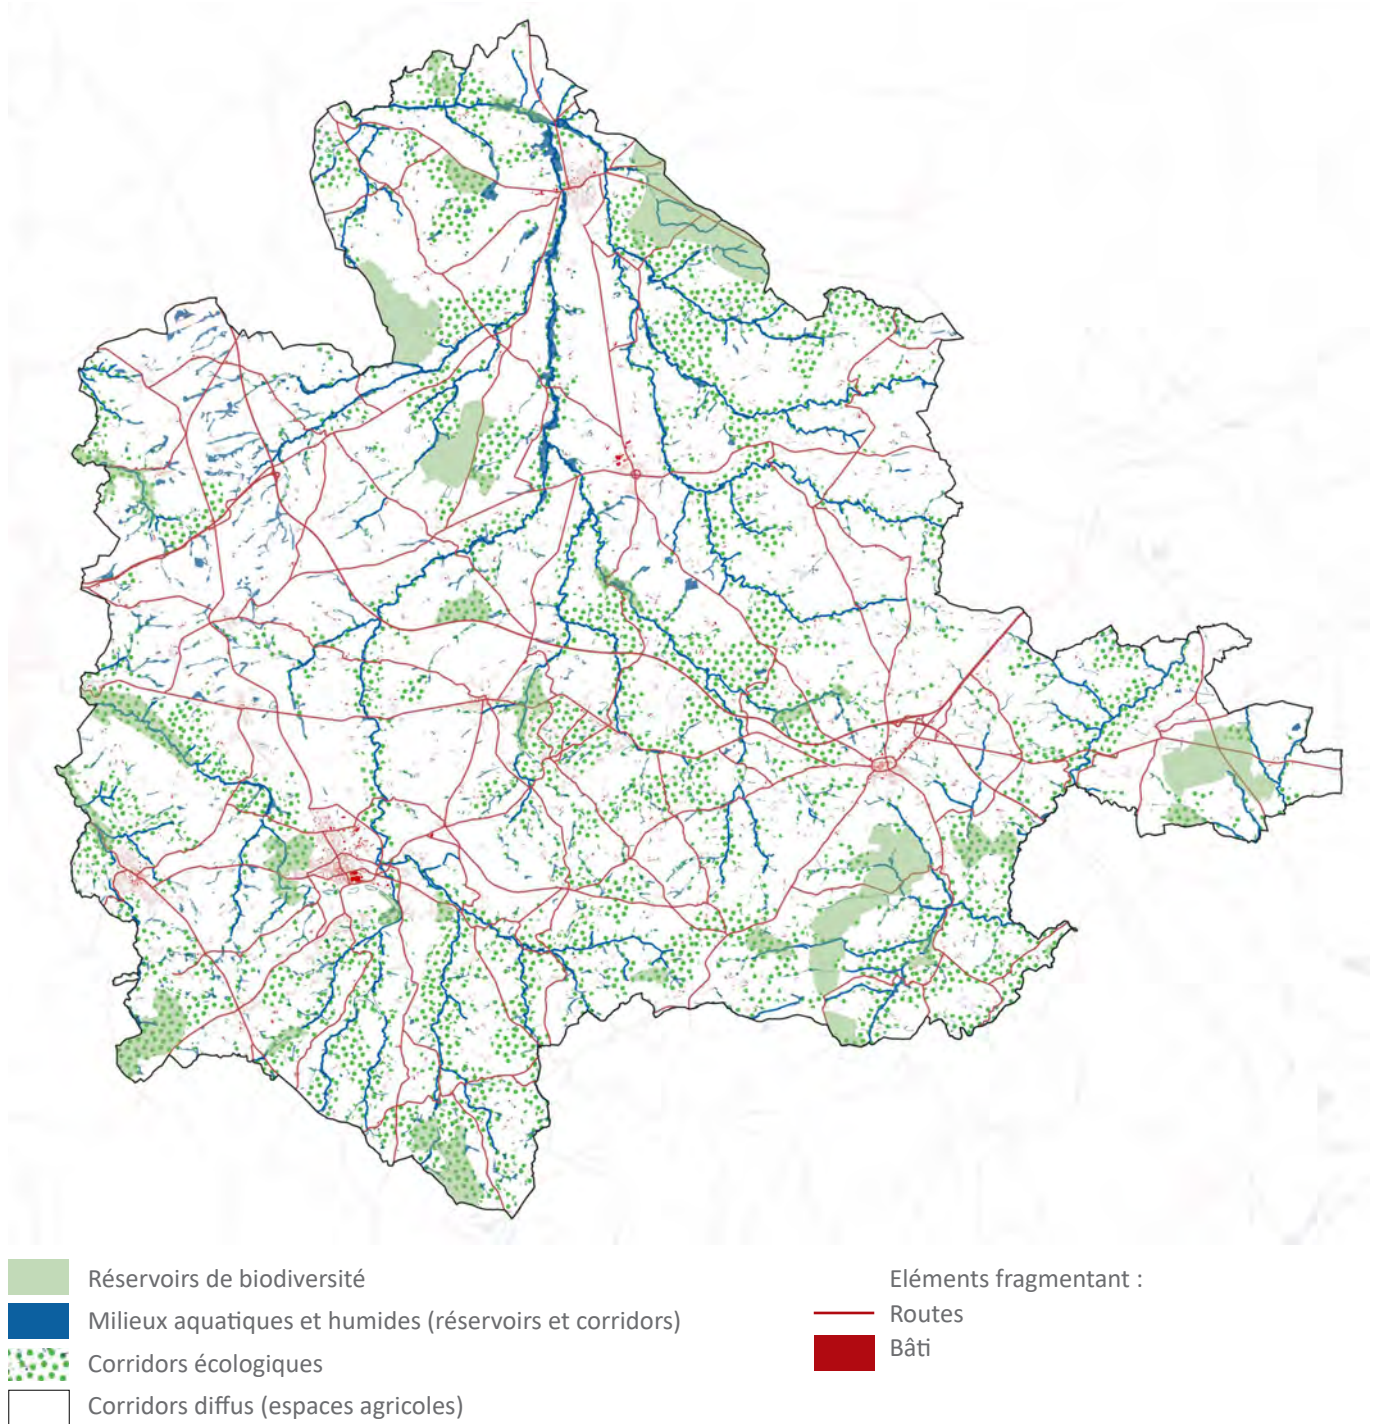 Réservoirs de biodiversité
Milieux aquatiques et humides (réservoirs et corridors)
Corridors écologiques
Corridors diffus (espaces agricoles)
Eléments fragmentant :
Routes
Bâti